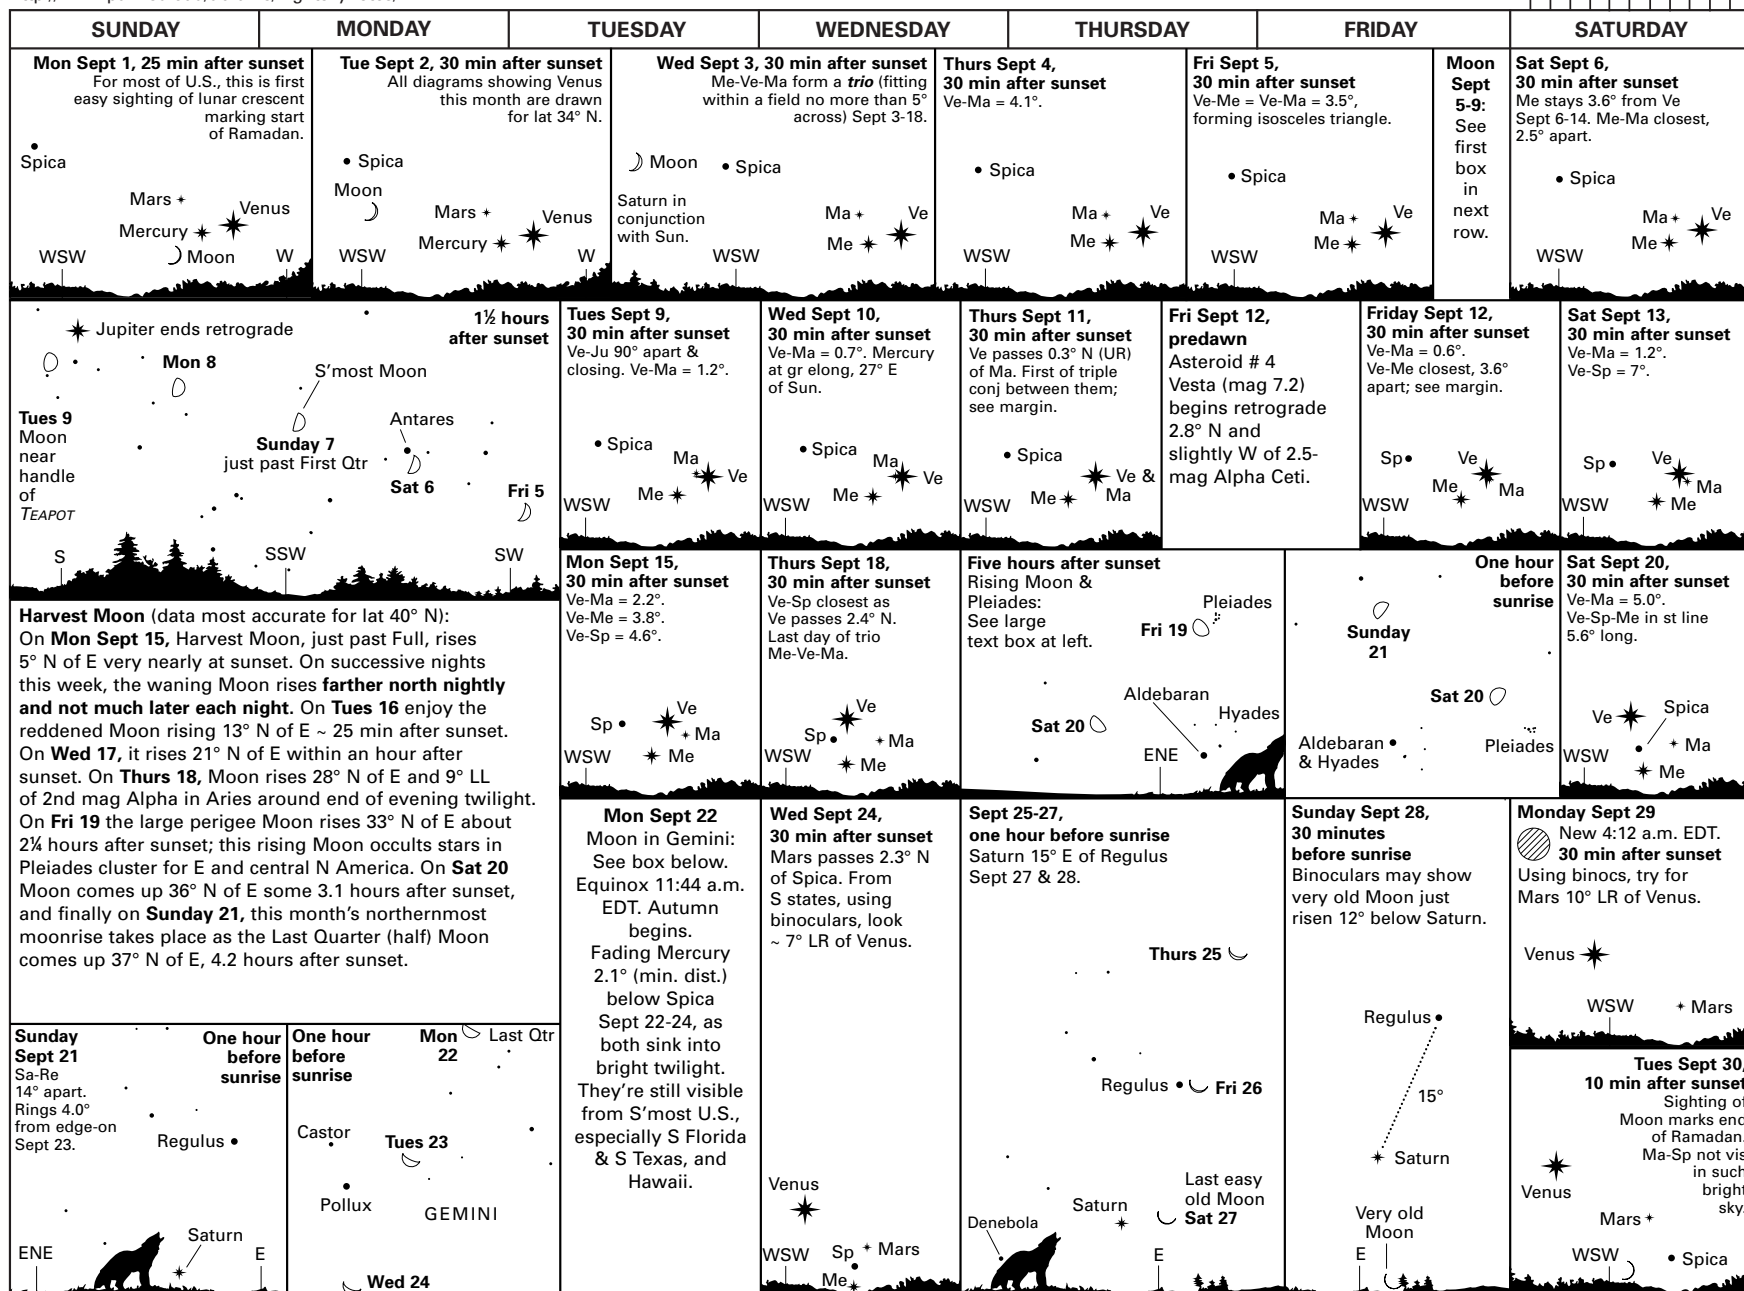 SUNDAY
MONDAY
TUESDAY
WEDNESDAY
THURSDAY
FRIDAY
SATURDAY
Mon Sept 1, 25 min after sunset
For most of U.S., this is first
easy sighting of lunar crescent
marking start
of Ramadan.
Spica
Mars
Venus
Mercury
Moon
WSW
W
Tue Sept 2, 30 min after sunset
All diagrams showing Venus
this month are drawn
for lat 34° N.
Spica
Moon
Mars
Venus
Mercury
WSW
W
Wed Sept 3, 30 min after sunset
Me-Ve-Ma form a trio (fitting
within a field no more than 5°
across) Sept 3-18.
Moon
Spica
Saturn in
conjunction
with Sun.
Ma
Ve
Me
WSW
Thurs Sept 4,
30 min after sunset
Ve-Ma = 4.1°.
Spica
Ma
Ve
Me
WSW
Fri Sept 5,
30 min after sunset
Ve-Me = Ve-Ma = 3.5°,
forming isosceles triangle.
Spica
Ma
Ve
Me
WSW
Moon
Sept
5-9:
See
first
box
in
next
row.
Sat Sept 6,
30 min after sunset
Me stays 3.6° from Ve
Sept 6-14. Me-Ma closest,
2.5° apart.
Spica
Ma
Ve
Me
WSW
1½ hours
after sunset
Jupiter ends retrograde
Mon 8
S'most Moon
Tues 9
Moon
near
handle
of
TEAPOT
Antares
Sunday 7
just past First Qtr
Sat 6
Fri 5
S
SSW
SW
Tues Sept 9,
30 min after sunset
Ve-Ju 90° apart &
closing. Ve-Ma = 1.2°.
Spica
Ma
Ve
Me
WSW
Wed Sept 10,
30 min after sunset
Ve-Ma = 0.7°. Mercury
at gr elong, 27° E
of Sun.
Spica
Ma
Ve
Me
WSW
Thurs Sept 11,
30 min after sunset
Ve passes 0.3° N (UR)
of Ma. First of triple
conj between them;
see margin.
Spica
Ve &
Ma
Me
WSW
Fri Sept 12,
predawn
Asteroid # 4
Vesta (mag 7.2)
begins retrograde
2.8° N and
slightly W of 2.5-
mag Alpha Ceti.
Friday Sept 12,
30 min after sunset
Ve-Ma = 0.6°.
Ve-Me closest, 3.6°
apart; see margin.
Sp
Ve
Me
Ma
WSW
Sat Sept 13,
30 min after sunset
Ve-Ma = 1.2°.
Ve-Sp = 7°.
Sp
Ve
Ma
Me
WSW
Harvest Moon (data most accurate for lat 40° N):
On Mon Sept 15, Harvest Moon, just past Full, rises
5° N of E very nearly at sunset. On successive nights
this week, the waning Moon rises farther north nightly
and not much later each night. On Tues 16 enjoy the
reddened Moon rising 13° N of E ~ 25 min after sunset.
On Wed 17, it rises 21° N of E within an hour after
sunset. On Thurs 18, Moon rises 28° N of E and 9° LL
of 2nd mag Alpha in Aries around end of evening twilight.
On Fri 19 the large perigee Moon rises 33° N of E about
2¼ hours after sunset; this rising Moon occults stars in
Pleiades cluster for E and central N America. On Sat 20
Moon comes up 36° N of E some 3.1 hours after sunset,
and finally on Sunday 21, this month's northernmost
moonrise takes place as the Last Quarter (half) Moon
comes up 37° N of E, 4.2 hours after sunset.
Mon Sept 15,
30 min after sunset
Ve-Ma = 2.2°.
Ve-Me = 3.8°.
Ve-Sp = 4.6°.
Sp
Ve
Ma
Me
WSW
Thurs Sept 18,
30 min after sunset
Ve-Sp closest as
Ve passes 2.4° N.
Last day of trio
Me-Ve-Ma.
Ve
Sp
Ma
Me
WSW
Five hours after sunset
Rising Moon &
Pleiades:
See large
text box at left.
Pleiades
Fri 19
Aldebaran
Hyades
Sat 20
ENE
One hour
before
sunrise
Sunday
21
Sat 20
Aldebaran
& Hyades
Pleiades
Sat Sept 20,
30 min after sunset
Ve-Ma = 5.0°.
Ve-Sp-Me in st line
5.6° long.
Ve
Spica
Ma
Me
WSW
Mon Sept 22
Moon in Gemini:
See box below.
Equinox 11:44 a.m.
EDT. Autumn
begins.
Fading Mercury
2.1° (min. dist.)
below Spica
Sept 22-24, as
both sink into
bright twilight.
They're still visible
from S'most U.S.,
especially S Florida
& S Texas, and
Hawaii.
Wed Sept 24,
30 min after sunset
Mars passes 2.3° N
of Spica. From
S states, using
binoculars, look
~ 7° LR of Venus.
Venus
WSW
Sp
Mars
Me
Sept 25-27,
one hour before sunrise
Saturn 15° E of Regulus
Sept 27 & 28.
Thurs 25
Regulus
Fri 26
Last easy
old Moon
Sat 27
Saturn
Denebola
E
Sunday Sept 28,
30 minutes
before sunrise
Binoculars may show
very old Moon just
risen 12° below Saturn.
Regulus
15°
Saturn
Very old
Moon
E
Monday Sept 29
New 4:12 a.m. EDT.
30 min after sunset
Using binocs, try for
Mars 10° LR of Venus.
Venus
WSW
Mars
Tues Sept 30,
10 min after sunset
Sighting of
Moon marks end
of Ramadan.
Ma-Sp not vis
in such
bright
sky.
Venus
Mars
WSW
Spica
Sunday
Sept 21
One hour
before
sunrise
Sa-Re
14° apart.
Rings 4.0°
from edge-on
Sept 23.
Regulus
Saturn
ENE
E
One hour
before
sunrise
Mon
22
Last Qtr
Castor
Tues 23
Pollux
GEMINI
Wed 24